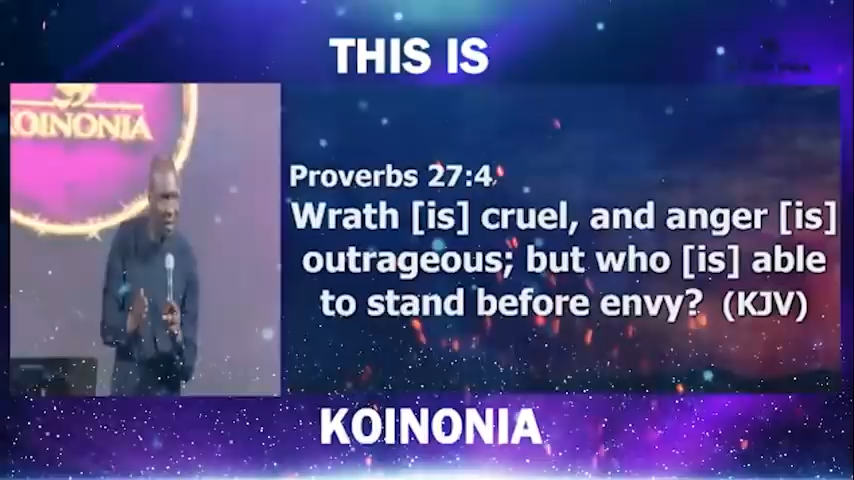 THIS IS
KOINONIA
Proverbs 27:4
Wrath [is] cruel, and anger [is]
outrageous; but who [is] able
to stand before envy? (KJV)
KOINONIA